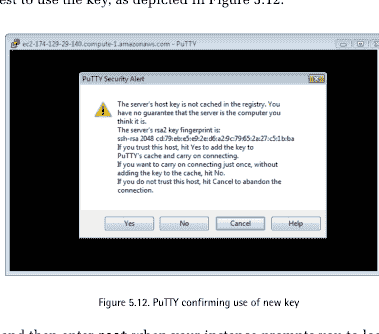 est to use the key, as depicted in Figure 5.12.
ec2-174-129-29-140.compute-1.amazonaws.com - PuTTY
PuTTY Security Alert
The server's host key is not cached in the registry. You
have no guarantee that the server is the computer you
think it is.
The server's rsa2 key fingerprint is:
ssh-rsa 2048
If you trust this host, hit Yes to add the key to
PuTTY's cache and carry on connecting.
If you want to carry on connecting just once, without
adding the key to the cache, hit No.
If you do not trust this host, hit Cancel to abandon the
connection.
Yes No Cancel Help
Figure 5.12. PuTTY confirming use of new key
and then enter root when your instance prompts you to